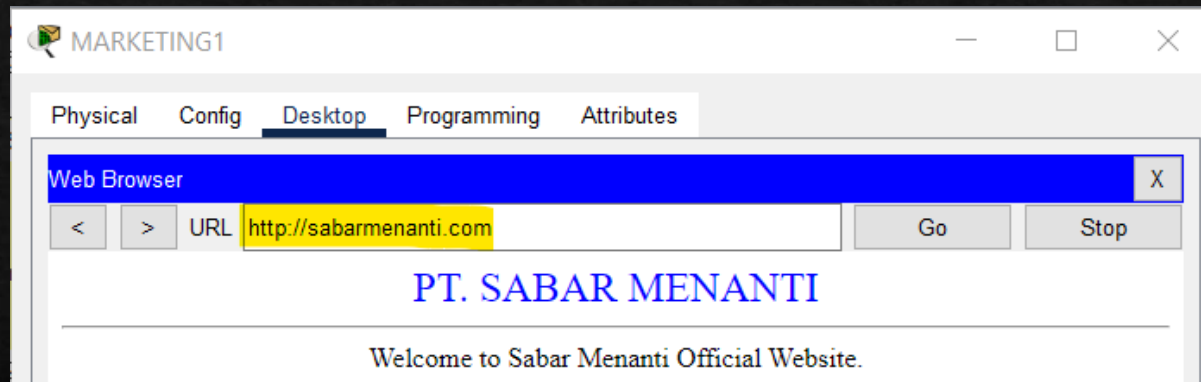 MARKETING1
Physical Config Desktop Programming Attributes
Web Browser X
< > URL http://sabarmenanti.com Go Stop
PT. SABAR MENANTI
Welcome to Sabar Menanti Official Website.